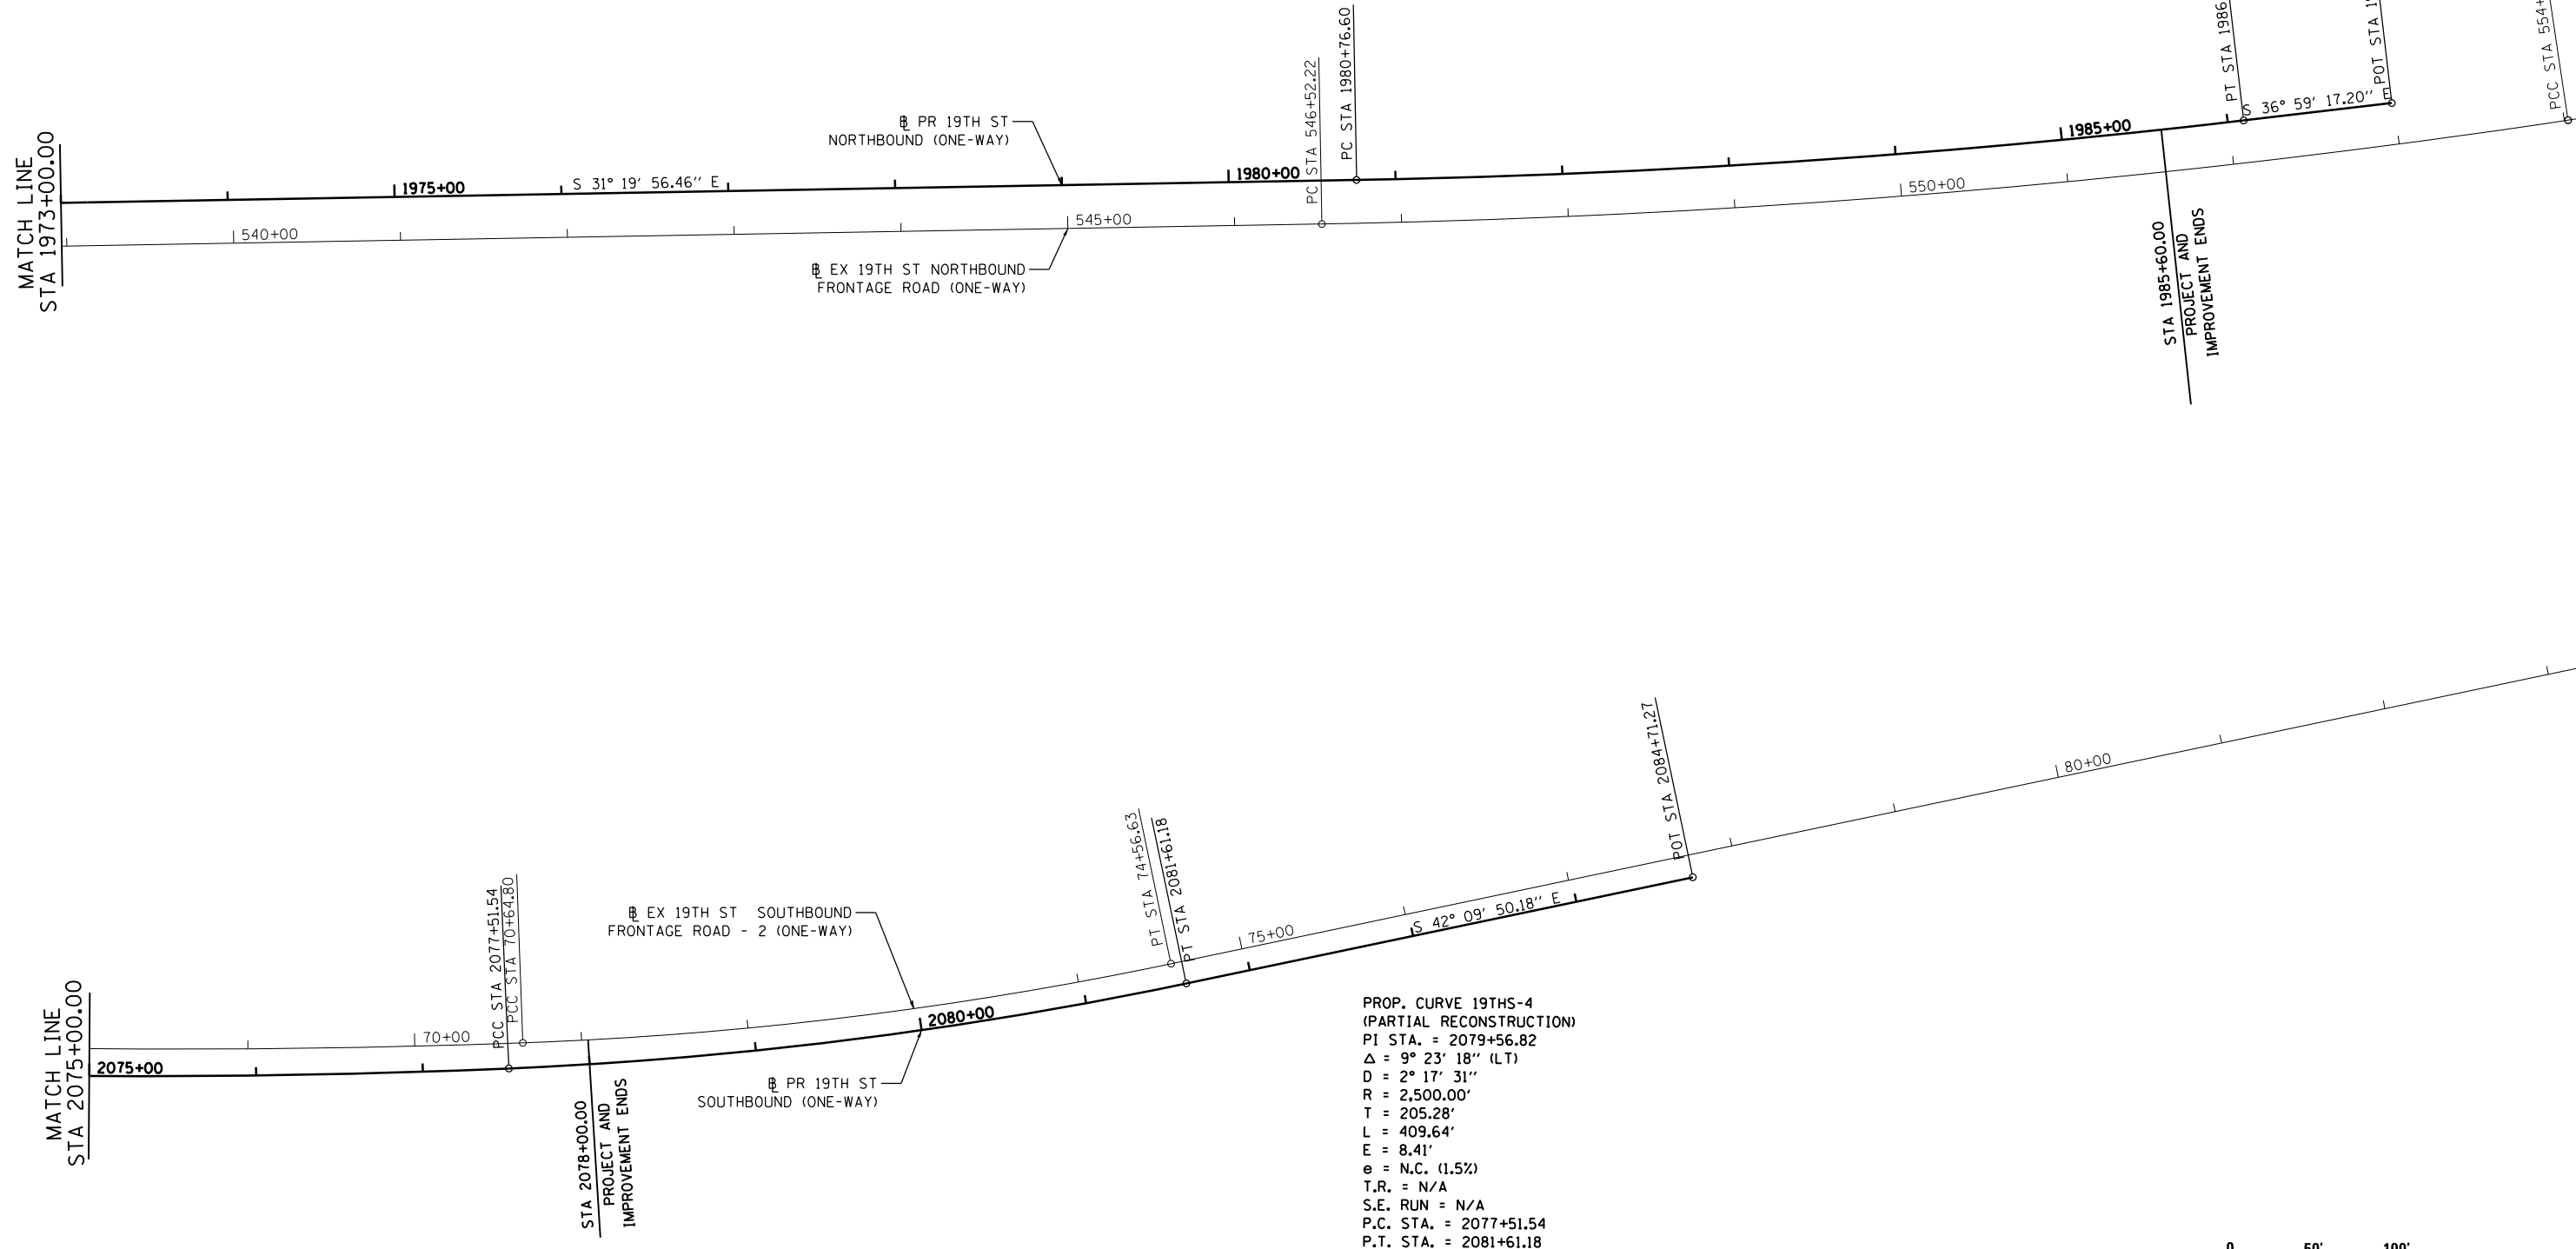 MATCH LINE
STA 1973+00.00
1975+00
S 31° 19' 56.46'' E
540+00
℄ PR 19TH ST
NORTHBOUND (ONE-WAY)
545+00
℄ EX 19TH ST NORTHBOUND
FRONTAGE ROAD (ONE-WAY)
1980+00
PC STA 546+52.22
PC STA 1980+76.60
550+00
1985+00
STA 1985+60.00
PROJECT AND
IMPROVEMENT ENDS
PT STA 1986
S 36° 59' 17.20'' E
POT STA 1
PCC STA 554+
MATCH LINE
STA 2075+00.00
2075+00
70+00
PCC STA 2077+51.54
PCC STA 70+64.80
STA 2078+00.00
PROJECT AND
IMPROVEMENT ENDS
℄ EX 19TH ST SOUTHBOUND
FRONTAGE ROAD - 2 (ONE-WAY)
2080+00
℄ PR 19TH ST
SOUTHBOUND (ONE-WAY)
PT STA 74+56.63
PT STA 2081+61.18
75+00
S 42° 09' 50.18'' E
POT STA 2084+71.27
80+00
PROP. CURVE 19THS-4
(PARTIAL RECONSTRUCTION)
PI STA. = 2079+56.82
Δ = 9° 23' 18'' (LT)
D = 2° 17' 31''
R = 2,500.00'
T = 205.28'
L = 409.64'
E = 8.41'
e = N.C. (1.5%)
T.R. = N/A
S.E. RUN = N/A
P.C. STA. = 2077+51.54
P.T. STA. = 2081+61.18
0 50' 100'